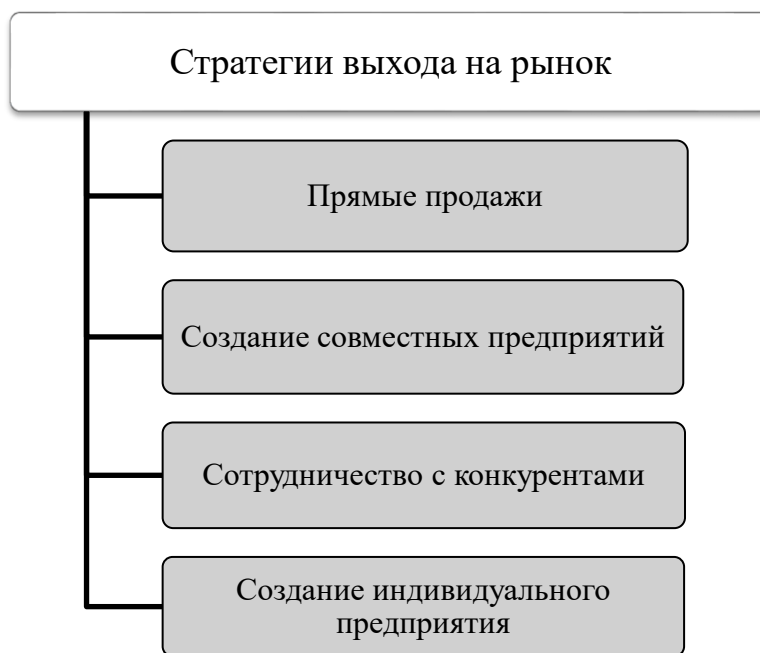 Стратегии выхода на рынок
Прямые продажи
Создание совместных предприятий
Сотрудничество с конкурентами
Создание индивидуального
предприятия